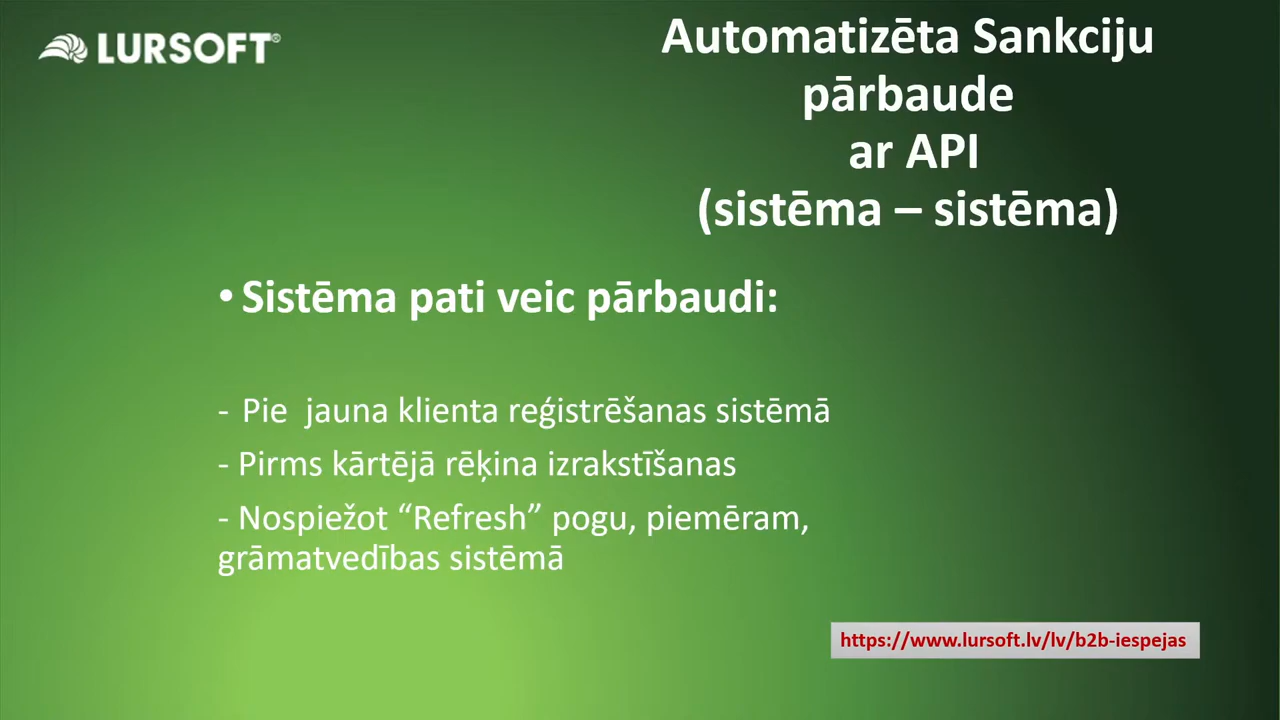 LURSOFT®
Automatizēta Sankciju
pārbaude
ar API
(sistēma – sistēma)
• Sistēma pati veic pārbaudi:
- Pie jauna klienta reģistrēšanas sistēmā
- Pirms kārtējā rēķina izrakstīšanas
- Nospiežot “Refresh” pogu, piemēram,
grāmatvedības sistēmā
https://www.lursoft.lv/lv/b2b-iespejas